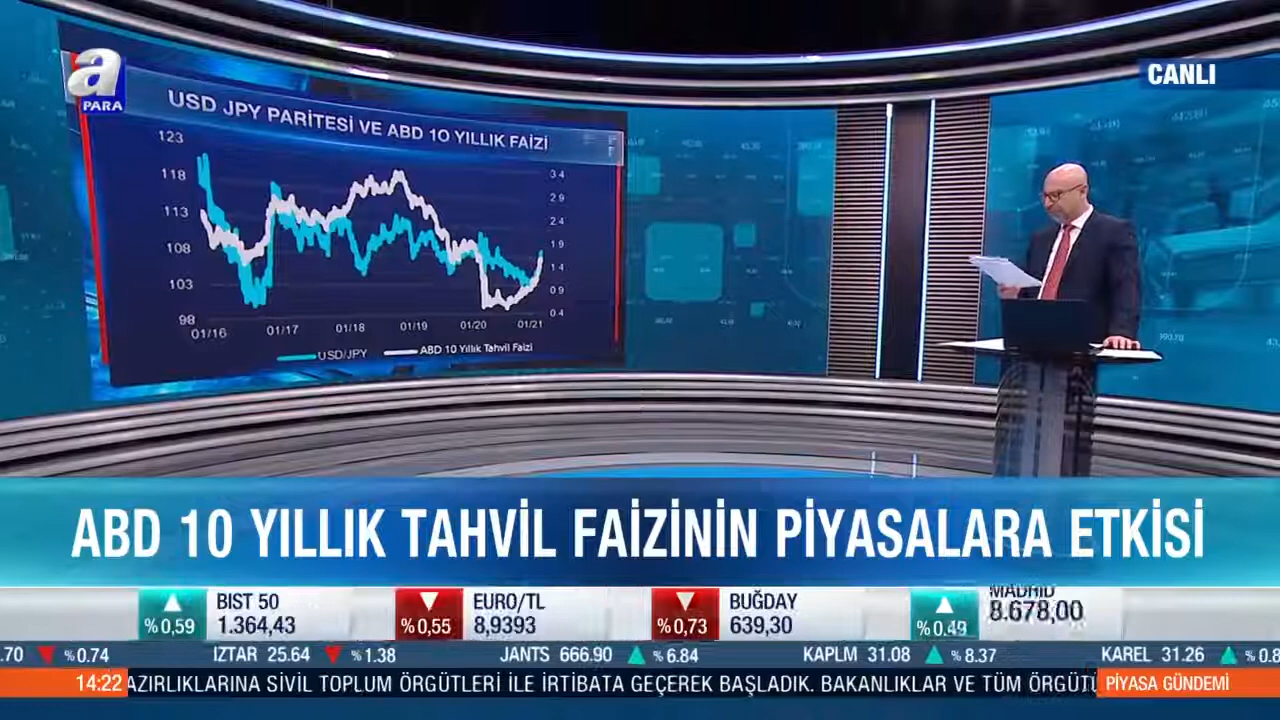 a
PARA
CANLI
USD JPY PARİTESİ VE ABD 10 YILLIK FAİZİ
123
118
113
108
103
98
3 4
2 9
2 4
1 9
1 4
0 9
0 4
01/16 01/17 01/18 01/19 01/20 01/21
USD/JPY ABD 10 Yıllık Tahvil Faizi
ABD 10 YILLIK TAHVİL FAİZİNİN PİYASALARA ETKİSİ
BIST 50
%0,59 1.364,43
EURO/TL
%0,55 8,9393
BUĞDAY
%0,73 639,30
MADRID
%0,49 8.678,00
.70 %0.74 IZTAR 25.64 %1.38 JANTS 666.90 %6.84 KAPLM 31.08 %8.37 KAREL 31.26 %0.8
14:22 AZIRLIKLARINA SİVİL TOPLUM ÖRGÜTLERİ İLE İRTİBATA GEÇEREK BAŞLADIK. BAKANLIKLAR VE TÜM ÖRGÜTÜ PİYASA GÜNDEMİ